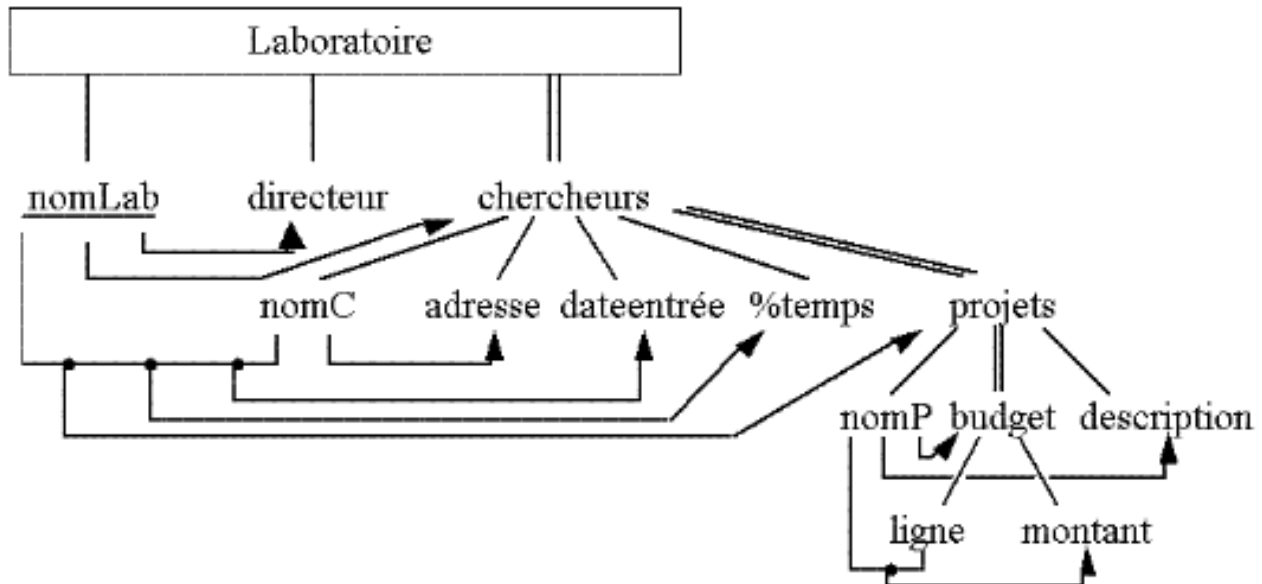 Laboratoire
nomLab directeur chercheurs
nomC adresse dateentrée %temps projets
nomP budget description
ligne montant